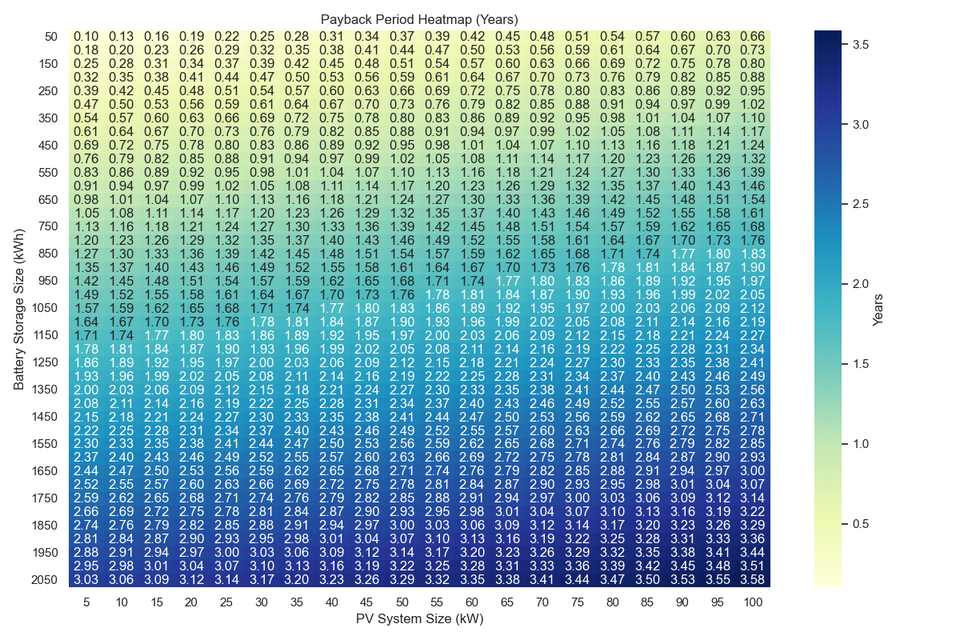 Payback Period Heatmap (Years)
50 0.10 0.13 0.16 0.19 0.22 0.25 0.28 0.31 0.34 0.37 0.39 0.42 0.45 0.48 0.51 0.54 0.57 0.60 0.63 0.66
0.18 0.20 0.23 0.26 0.29 0.32 0.35 0.38 0.41 0.44 0.47 0.50 0.53 0.56 0.59 0.61 0.64 0.67 0.70 0.73
150 0.25 0.28 0.31 0.34 0.37 0.39 0.42 0.45 0.48 0.51 0.54 0.57 0.60 0.63 0.66 0.69 0.72 0.75 0.78 0.80
0.32 0.35 0.38 0.41 0.44 0.47 0.50 0.53 0.56 0.59 0.61 0.64 0.67 0.70 0.73 0.76 0.79 0.82 0.85 0.88
250 0.39 0.42 0.45 0.48 0.51 0.54 0.57 0.60 0.63 0.66 0.69 0.72 0.75 0.78 0.80 0.83 0.86 0.89 0.92 0.95
0.47 0.50 0.53 0.56 0.59 0.61 0.64 0.67 0.70 0.73 0.76 0.79 0.82 0.85 0.88 0.91 0.94 0.97 0.99 1.02
350 0.54 0.57 0.60 0.63 0.66 0.69 0.72 0.75 0.78 0.80 0.83 0.86 0.89 0.92 0.95 0.98 1.01 1.04 1.07 1.10
0.61 0.64 0.67 0.70 0.73 0.76 0.79 0.82 0.85 0.88 0.91 0.94 0.97 0.99 1.02 1.05 1.08 1.11 1.14 1.17
450 0.69 0.72 0.75 0.78 0.80 0.83 0.86 0.89 0.92 0.95 0.98 1.01 1.04 1.07 1.10 1.13 1.16 1.18 1.21 1.24
0.76 0.79 0.82 0.85 0.88 0.91 0.94 0.97 0.99 1.02 1.05 1.08 1.11 1.14 1.17 1.20 1.23 1.26 1.29 1.32
550 0.83 0.86 0.89 0.92 0.95 0.98 1.01 1.04 1.07 1.10 1.13 1.16 1.18 1.21 1.24 1.27 1.30 1.33 1.36 1.39
0.91 0.94 0.97 0.99 1.02 1.05 1.08 1.11 1.14 1.17 1.20 1.23 1.26 1.29 1.32 1.35 1.37 1.40 1.43 1.46
650 0.98 1.01 1.04 1.07 1.10 1.13 1.16 1.18 1.21 1.24 1.27 1.30 1.33 1.36 1.39 1.42 1.45 1.48 1.51 1.54
1.05 1.08 1.11 1.14 1.17 1.20 1.23 1.26 1.29 1.32 1.35 1.37 1.40 1.43 1.46 1.49 1.52 1.55 1.58 1.61
750 1.13 1.16 1.18 1.21 1.24 1.27 1.30 1.33 1.36 1.39 1.42 1.45 1.48 1.51 1.54 1.57 1.59 1.62 1.65 1.68
1.20 1.23 1.26 1.29 1.32 1.35 1.37 1.40 1.43 1.46 1.49 1.52 1.55 1.58 1.61 1.64 1.67 1.70 1.73 1.76
850 1.27 1.30 1.33 1.36 1.39 1.42 1.45 1.48 1.51 1.54 1.57 1.59 1.62 1.65 1.68 1.71 1.74 1.77 1.80 1.83
1.35 1.37 1.40 1.43 1.46 1.49 1.52 1.55 1.58 1.61 1.64 1.67 1.70 1.73 1.76 1.78 1.81 1.84 1.87 1.90
950 1.42 1.45 1.48 1.51 1.54 1.57 1.59 1.62 1.65 1.68 1.71 1.74 1.77 1.80 1.83 1.86 1.89 1.92 1.95 1.97
1.49 1.52 1.55 1.58 1.61 1.64 1.67 1.70 1.73 1.76 1.78 1.81 1.84 1.87 1.90 1.93 1.96 1.99 2.02 2.05
1050 1.57 1.59 1.62 1.65 1.68 1.71 1.74 1.77 1.80 1.83 1.86 1.89 1.92 1.95 1.97 2.00 2.03 2.06 2.09 2.12
1.64 1.67 1.70 1.73 1.76 1.78 1.81 1.84 1.87 1.90 1.93 1.96 1.99 2.02 2.05 2.08 2.11 2.14 2.16 2.19
1150 1.71 1.74 1.77 1.80 1.83 1.86 1.89 1.92 1.95 1.97 2.00 2.03 2.06 2.09 2.12 2.15 2.18 2.21 2.24 2.27
1.78 1.81 1.84 1.87 1.90 1.93 1.96 1.99 2.02 2.05 2.08 2.11 2.14 2.16 2.19 2.22 2.25 2.28 2.31 2.34
1250 1.86 1.89 1.92 1.95 1.97 2.00 2.03 2.06 2.09 2.12 2.15 2.18 2.21 2.24 2.27 2.30 2.33 2.35 2.38 2.41
1.93 1.96 1.99 2.02 2.05 2.08 2.11 2.14 2.16 2.19 2.22 2.25 2.28 2.31 2.34 2.37 2.40 2.43 2.46 2.49
1350 2.00 2.03 2.06 2.09 2.12 2.15 2.18 2.21 2.24 2.27 2.30 2.33 2.35 2.38 2.41 2.44 2.47 2.50 2.53 2.56
2.08 2.11 2.14 2.16 2.19 2.22 2.25 2.28 2.31 2.34 2.37 2.40 2.43 2.46 2.49 2.52 2.55 2.57 2.60 2.63
1450 2.15 2.18 2.21 2.24 2.27 2.30 2.33 2.35 2.38 2.41 2.44 2.47 2.50 2.53 2.56 2.59 2.62 2.65 2.68 2.71
2.22 2.25 2.28 2.31 2.34 2.37 2.40 2.43 2.46 2.49 2.52 2.55 2.57 2.60 2.63 2.66 2.69 2.72 2.75 2.78
1550 2.30 2.33 2.35 2.38 2.41 2.44 2.47 2.50 2.53 2.56 2.59 2.62 2.65 2.68 2.71 2.74 2.76 2.79 2.82 2.85
2.37 2.40 2.43 2.46 2.49 2.52 2.55 2.57 2.60 2.63 2.66 2.69 2.72 2.75 2.78 2.81 2.84 2.87 2.90 2.93
1650 2.44 2.47 2.50 2.53 2.56 2.59 2.62 2.65 2.68 2.71 2.74 2.76 2.79 2.82 2.85 2.88 2.91 2.94 2.97 3.00
2.52 2.55 2.57 2.60 2.63 2.66 2.69 2.72 2.75 2.78 2.81 2.84 2.87 2.90 2.93 2.95 2.98 3.01 3.04 3.07
1750 2.59 2.62 2.65 2.68 2.71 2.74 2.76 2.79 2.82 2.85 2.88 2.91 2.94 2.97 3.00 3.03 3.06 3.09 3.12 3.14
2.66 2.69 2.72 2.75 2.78 2.81 2.84 2.87 2.90 2.93 2.95 2.98 3.01 3.04 3.07 3.10 3.13 3.16 3.19 3.22
1850 2.74 2.76 2.79 2.82 2.85 2.88 2.91 2.94 2.97 3.00 3.03 3.06 3.09 3.12 3.14 3.17 3.20 3.23 3.26 3.29
2.81 2.84 2.87 2.90 2.93 2.95 2.98 3.01 3.04 3.07 3.10 3.13 3.16 3.19 3.22 3.25 3.28 3.31 3.33 3.36
1950 2.88 2.91 2.94 2.97 3.00 3.03 3.06 3.09 3.12 3.14 3.17 3.20 3.23 3.26 3.29 3.32 3.35 3.38 3.41 3.44
2.95 2.98 3.01 3.04 3.07 3.10 3.13 3.16 3.19 3.22 3.25 3.28 3.31 3.33 3.36 3.39 3.42 3.45 3.48 3.51
2050 3.03 3.06 3.09 3.12 3.14 3.17 3.20 3.23 3.26 3.29 3.32 3.35 3.38 3.41 3.44 3.47 3.50 3.53 3.55 3.58
5 10 15 20 25 30 35 40 45 50 55 60 65 70 75 80 85 90 95 100
PV System Size (kW)
Battery Storage Size (kWh)
3.5
3.0
2.5
2.0
1.5
1.0
0.5
Years